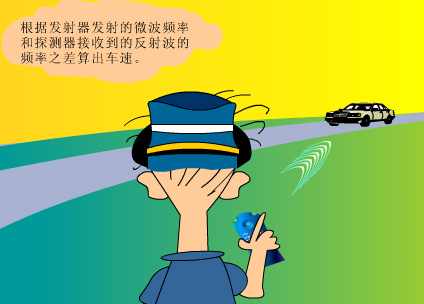 根据发射器发射的微波频率
和探测器接收到的反射波的
频率之差算出车速。